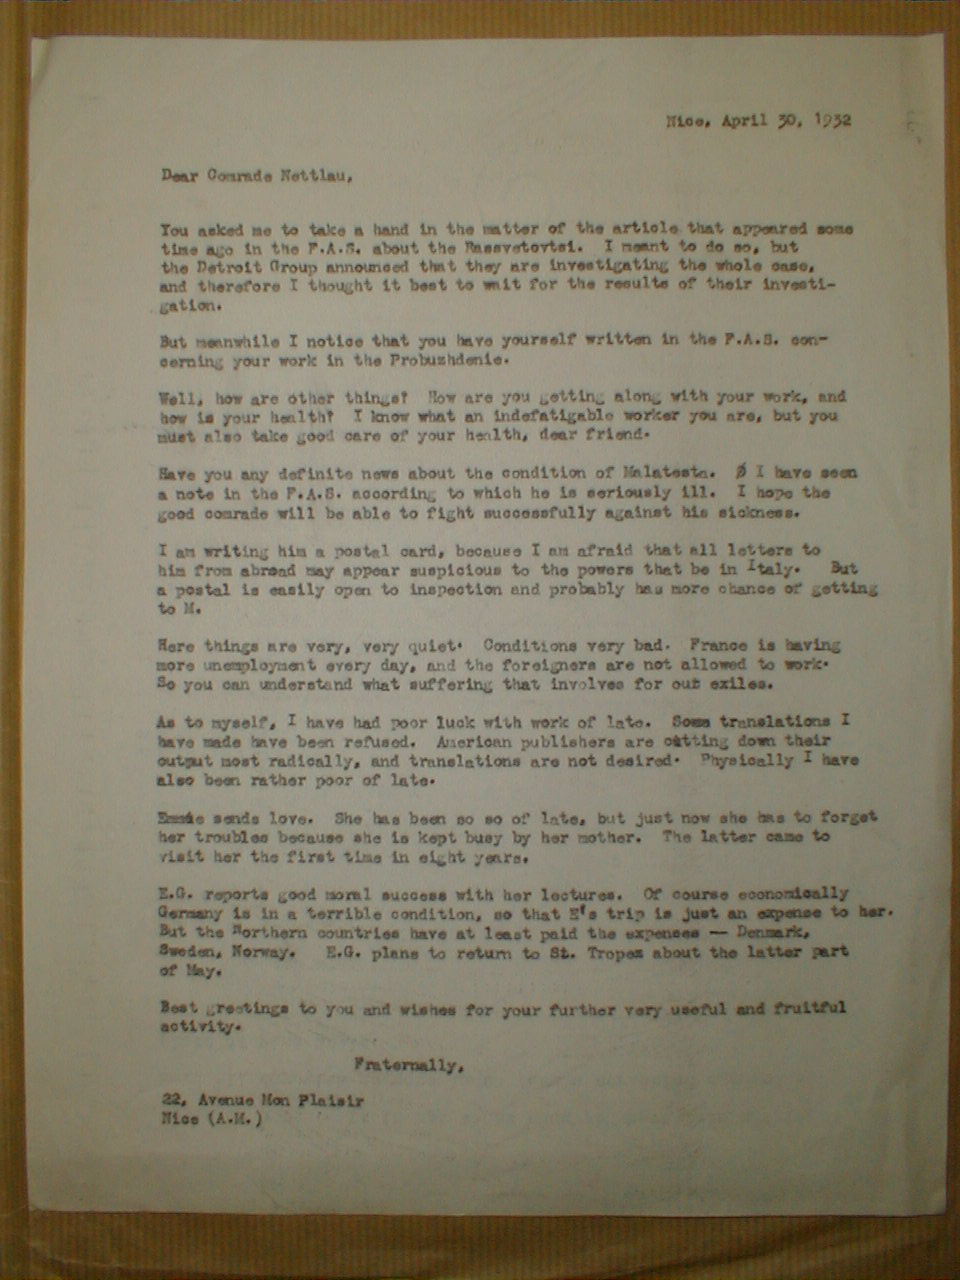 Nice, April 30, 1932
Dear Comrade Nettlau,
You asked me to take a hand in the matter of the article that appeared some
time ago in the F.A.S. about the Rassvetovtsi. I meant to do so, but
the Detroit Group announced that they are investigating the whole case,
and therefore I thought it best to wait for the results of their investi-
gation.
But meanwhile I notice that you have yourself written in the F.A.S. con-
cerning your work in the Probuzhdenie.
Well, how are other things? How are you getting along with your work, and
how is your health? I know what an indefatigable worker you are, but you
must also take good care of your health, dear friend.
Have you any definite news about the condition of Malatesta. I have seen
a note in the F.A.S. according to which he is seriously ill. I hope the
good comrade will be able to fight successfully against his sickness.
I am writing him a postal card, because I am afraid that all letters to
him from abroad may appear suspicious to the powers that be in Italy. But
a postal is easily open to inspection and probably has more chance of getting
to M.
Here things are very, very quiet. Conditions very bad. France is having
more unemployment every day, and the foreigners are not allowed to work.
So you can understand what suffering that involves for our exiles.
As to myself, I have had poor luck with work of late. Some translations I
have made have been refused. American publishers are cutting down their
output most radically, and translations are not desired. Physically I have
also been rather poor of late.
Emmie sends love. She has been so so of late, but just now she has to forget
her troubles because she is kept busy by her mother. The latter came to
visit her the first time in eight years.
E.G. reports good moral success with her lectures. Of course economically
Germany is in a terrible condition, so that E's trip is just an expense to her.
But the Northern countries have at least paid the expenses — Denmark,
Sweden, Norway. E.G. plans to return to St. Tropez about the latter part
of May.
Best greetings to you and wishes for your further very useful and fruitful
activity.
Fraternally,
22, Avenue Mon Plaisir
Nice (A.M.)